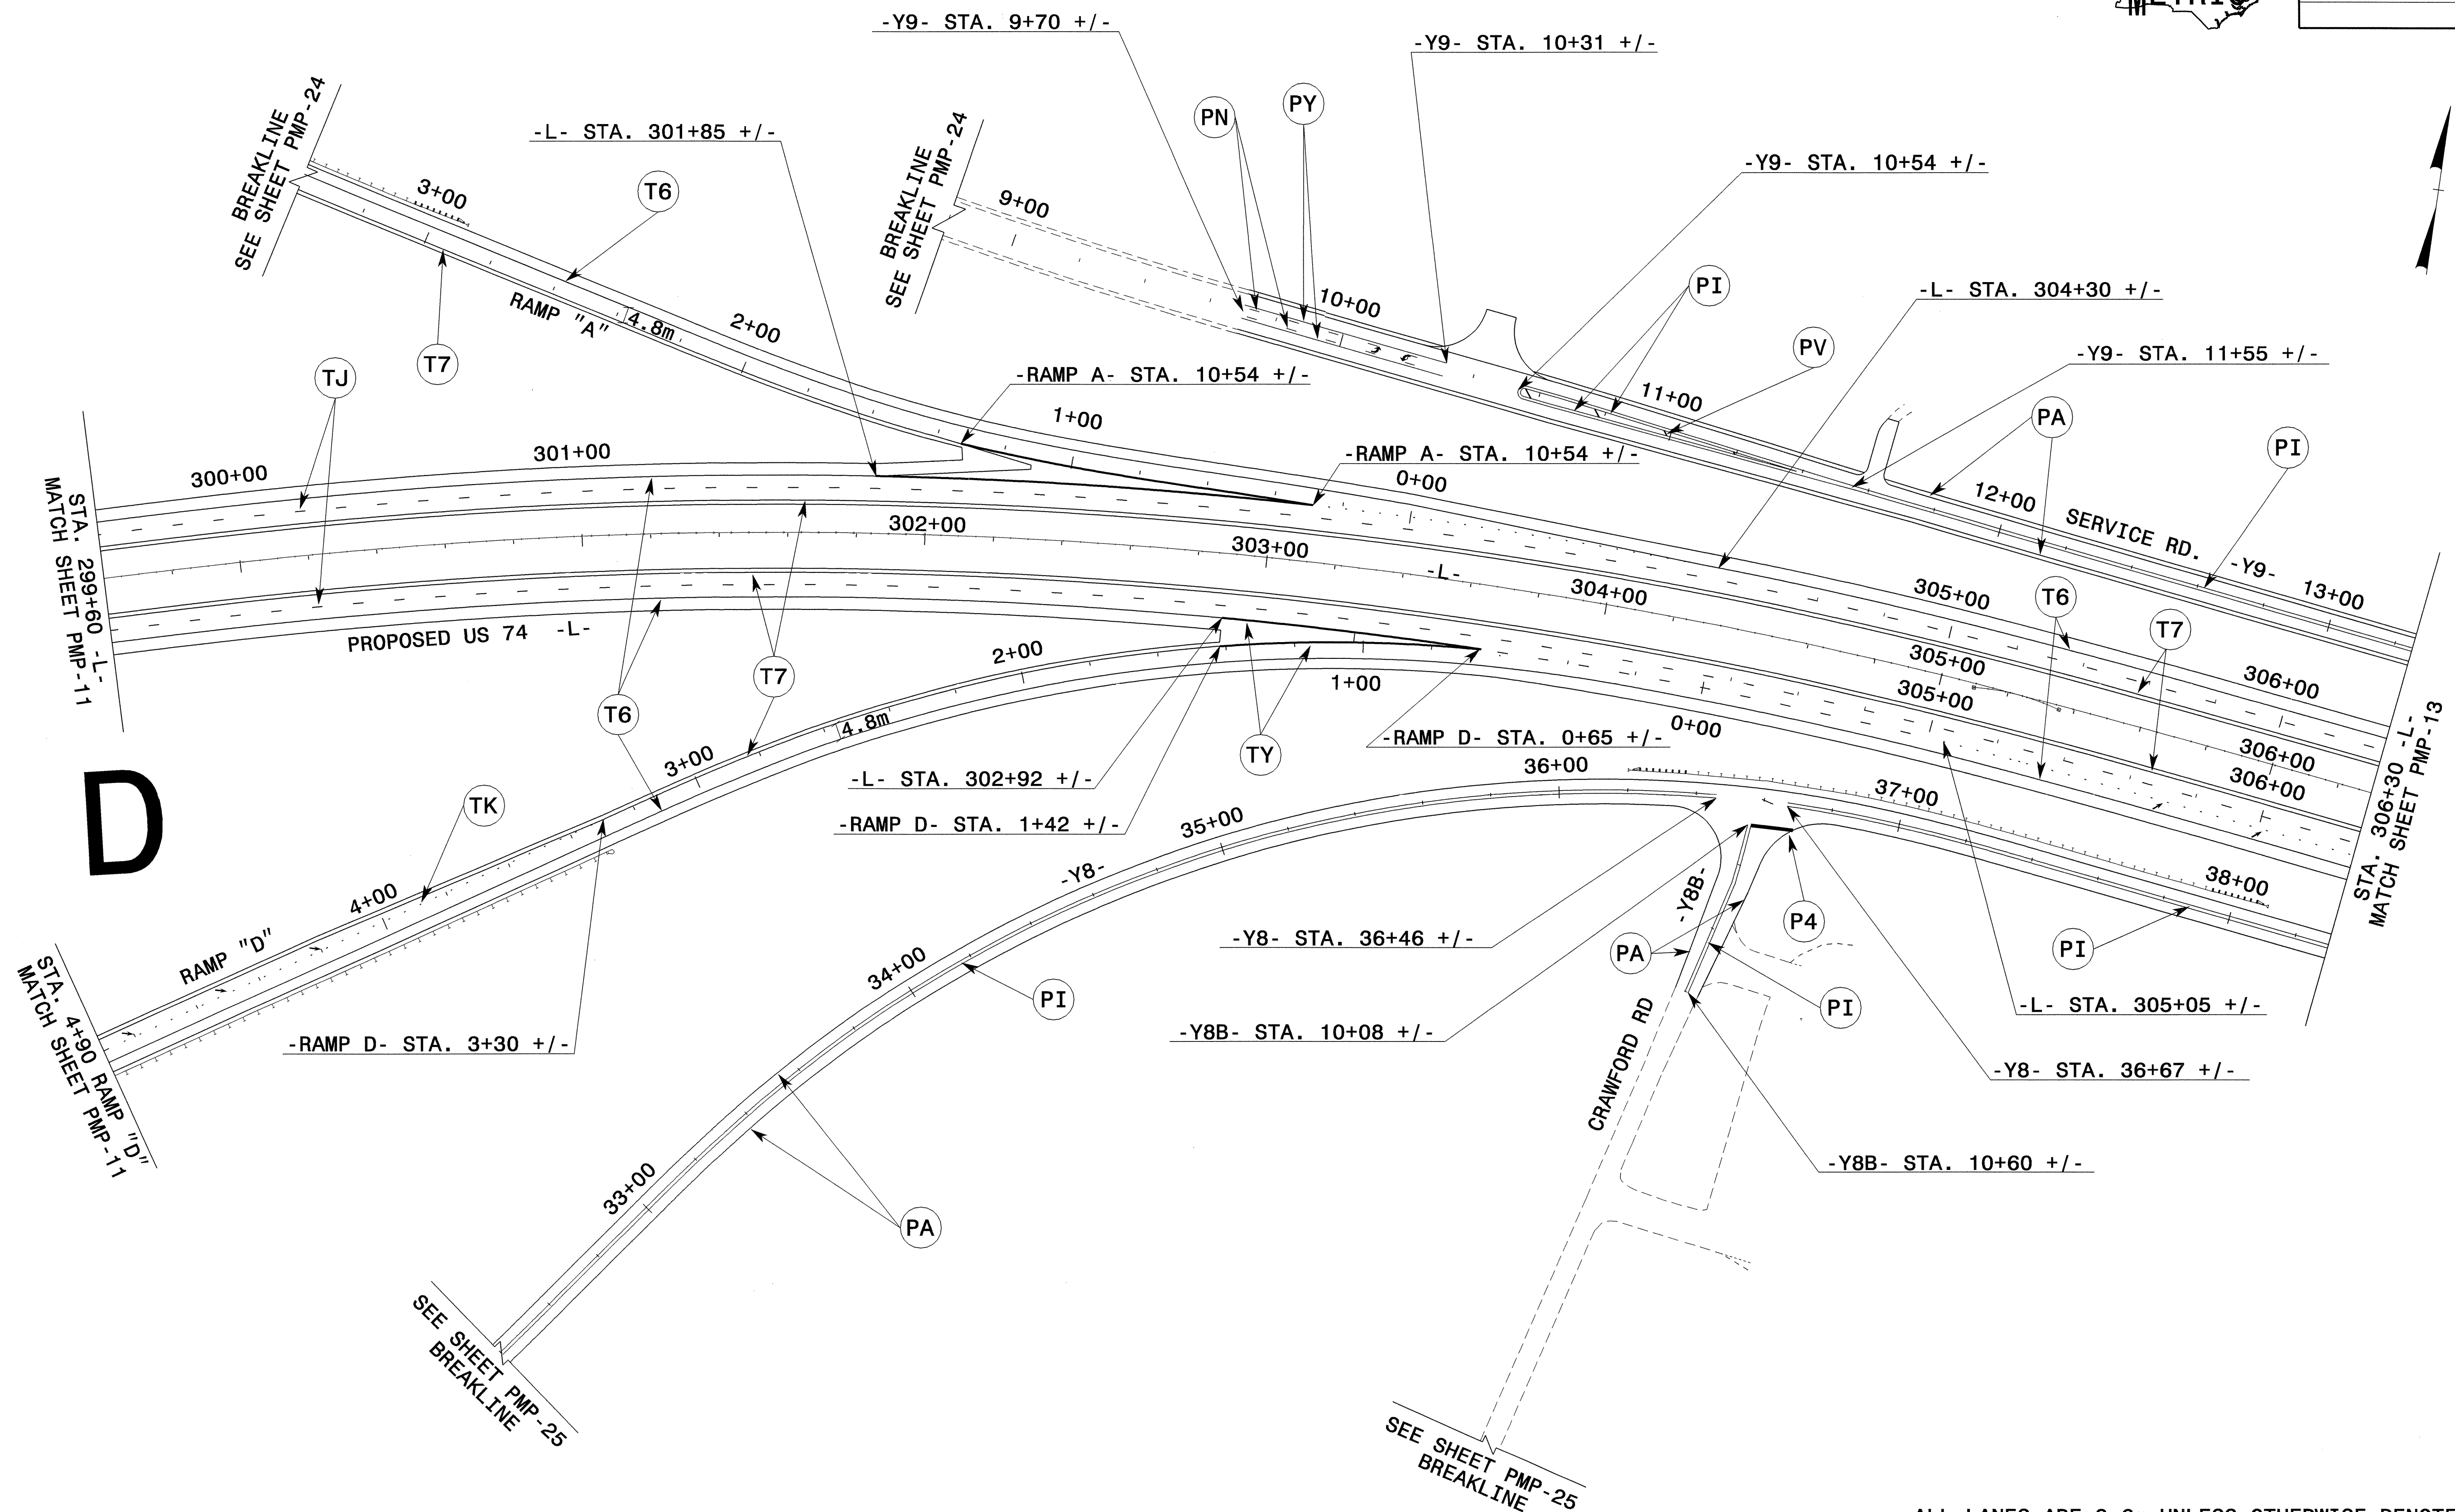 -Y9- STA. 9+70 +/-
-Y9- STA. 10+31 +/-
BREAKLINE
SEE SHEET PMP-24
-L- STA. 301+85 +/-
T6
3+00
T7
RAMP "A"
4.8m
2+00
BREAKLINE
SEE SHEET PMP-24
9+00
PN
PY
10+00
-Y9- STA. 10+54 +/-
PI
PV
-L- STA. 304+30 +/-
-Y9- STA. 11+55 +/-
PA
PI
11+00
12+00
SERVICE RD.
-Y9-
13+00
TJ
-RAMP A- STA. 10+54 +/-
1+00
-RAMP A- STA. 10+54 +/-
0+00
STA. 299+60 -L-
MATCH SHEET PMP-11
300+00
301+00
302+00
303+00
-L-
304+00
305+00
T6
T7
305+00
305+00
306+00
306+00
306+00
STA. 306+30 -L-
MATCH SHEET PMP-13
PROPOSED US 74 -L-
T6
T7
2+00
1+00
0+00
TY
-RAMP D- STA. 0+65 +/-
-L- STA. 302+92 +/-
-RAMP D- STA. 1+42 +/-
4.8m
3+00
D
TK
4+00
RAMP "D"
STA. 4+90 RAMP "D"
MATCH SHEET PMP-11
-RAMP D- STA. 3+30 +/-
36+00
37+00
38+00
35+00
-Y8-
34+00
33+00
PI
PA
-Y8- STA. 36+46 +/-
-Y8B-
PA
P4
PI
PI
-L- STA. 305+05 +/-
-Y8B- STA. 10+08 +/-
-Y8- STA. 36+67 +/-
CRAWFORD RD
-Y8B- STA. 10+60 +/-
SEE SHEET PMP-25
BREAKLINE
SEE SHEET PMP-25
BREAKLINE